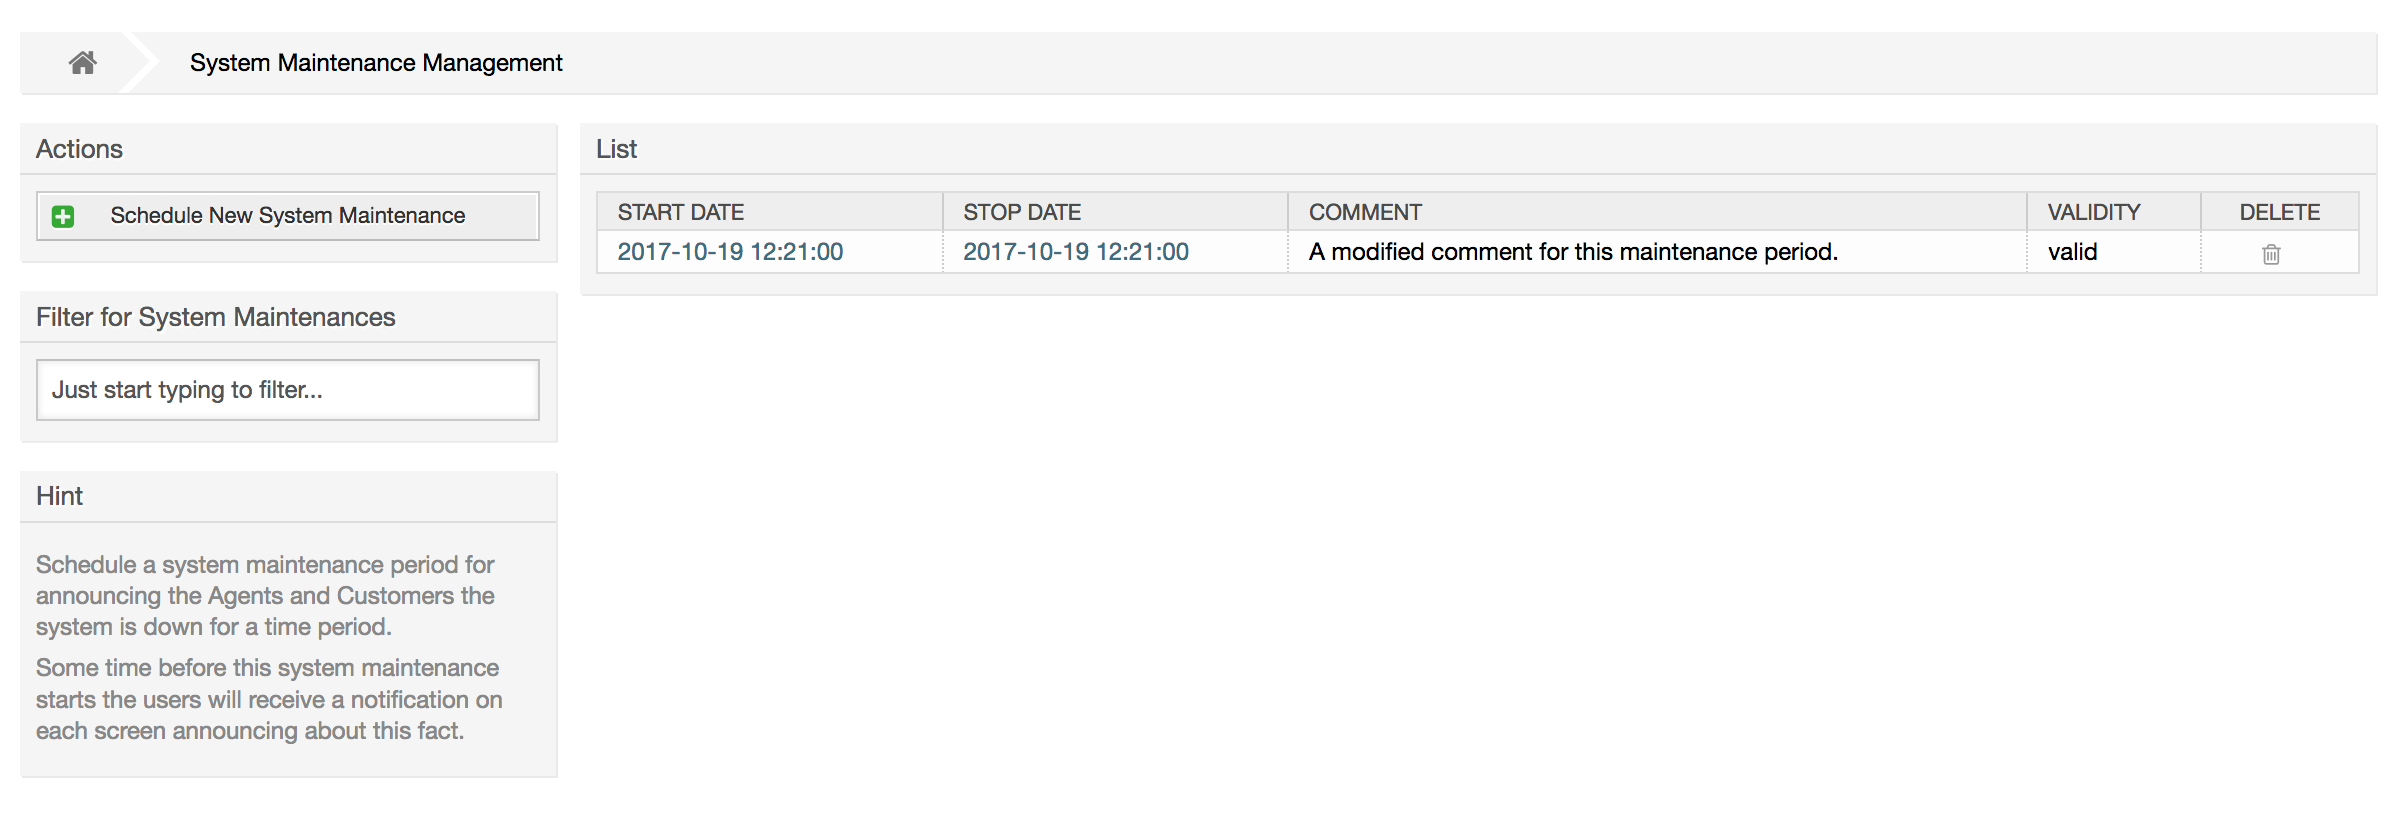 System Maintenance Management
Actions
Schedule New System Maintenance
Filter for System Maintenances
Just start typing to filter...
Hint
Schedule a system maintenance period for
announcing the Agents and Customers the
system is down for a time period.
Some time before this system maintenance
starts the users will receive a notification on
each screen announcing about this fact.
List
START DATE STOP DATE COMMENT VALIDITY DELETE
2017-10-19 12:21:00 2017-10-19 12:21:00 A modified comment for this maintenance period. valid